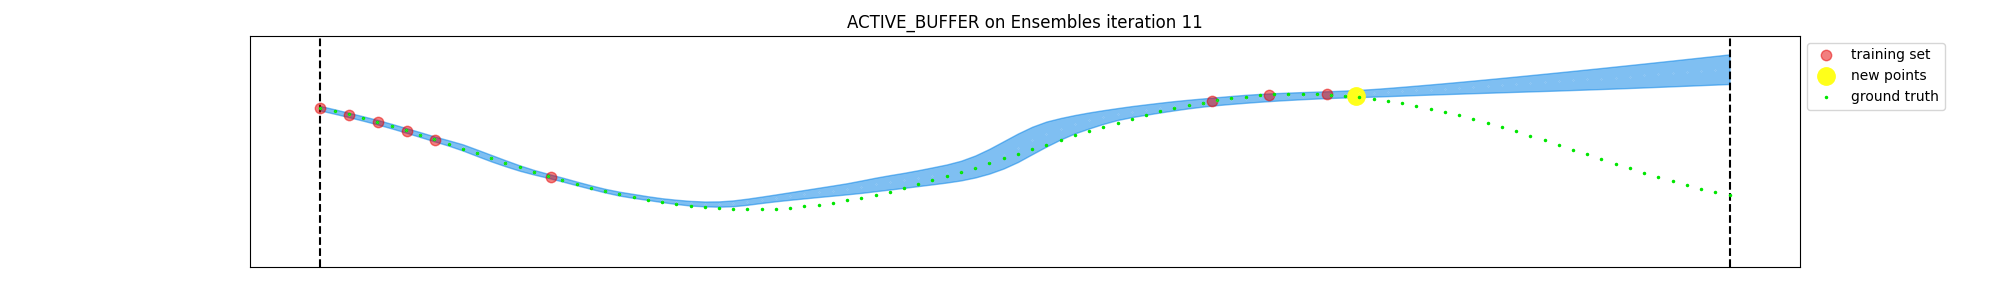 ACTIVE_BUFFER on Ensembles iteration 11
training set
new points
ground truth